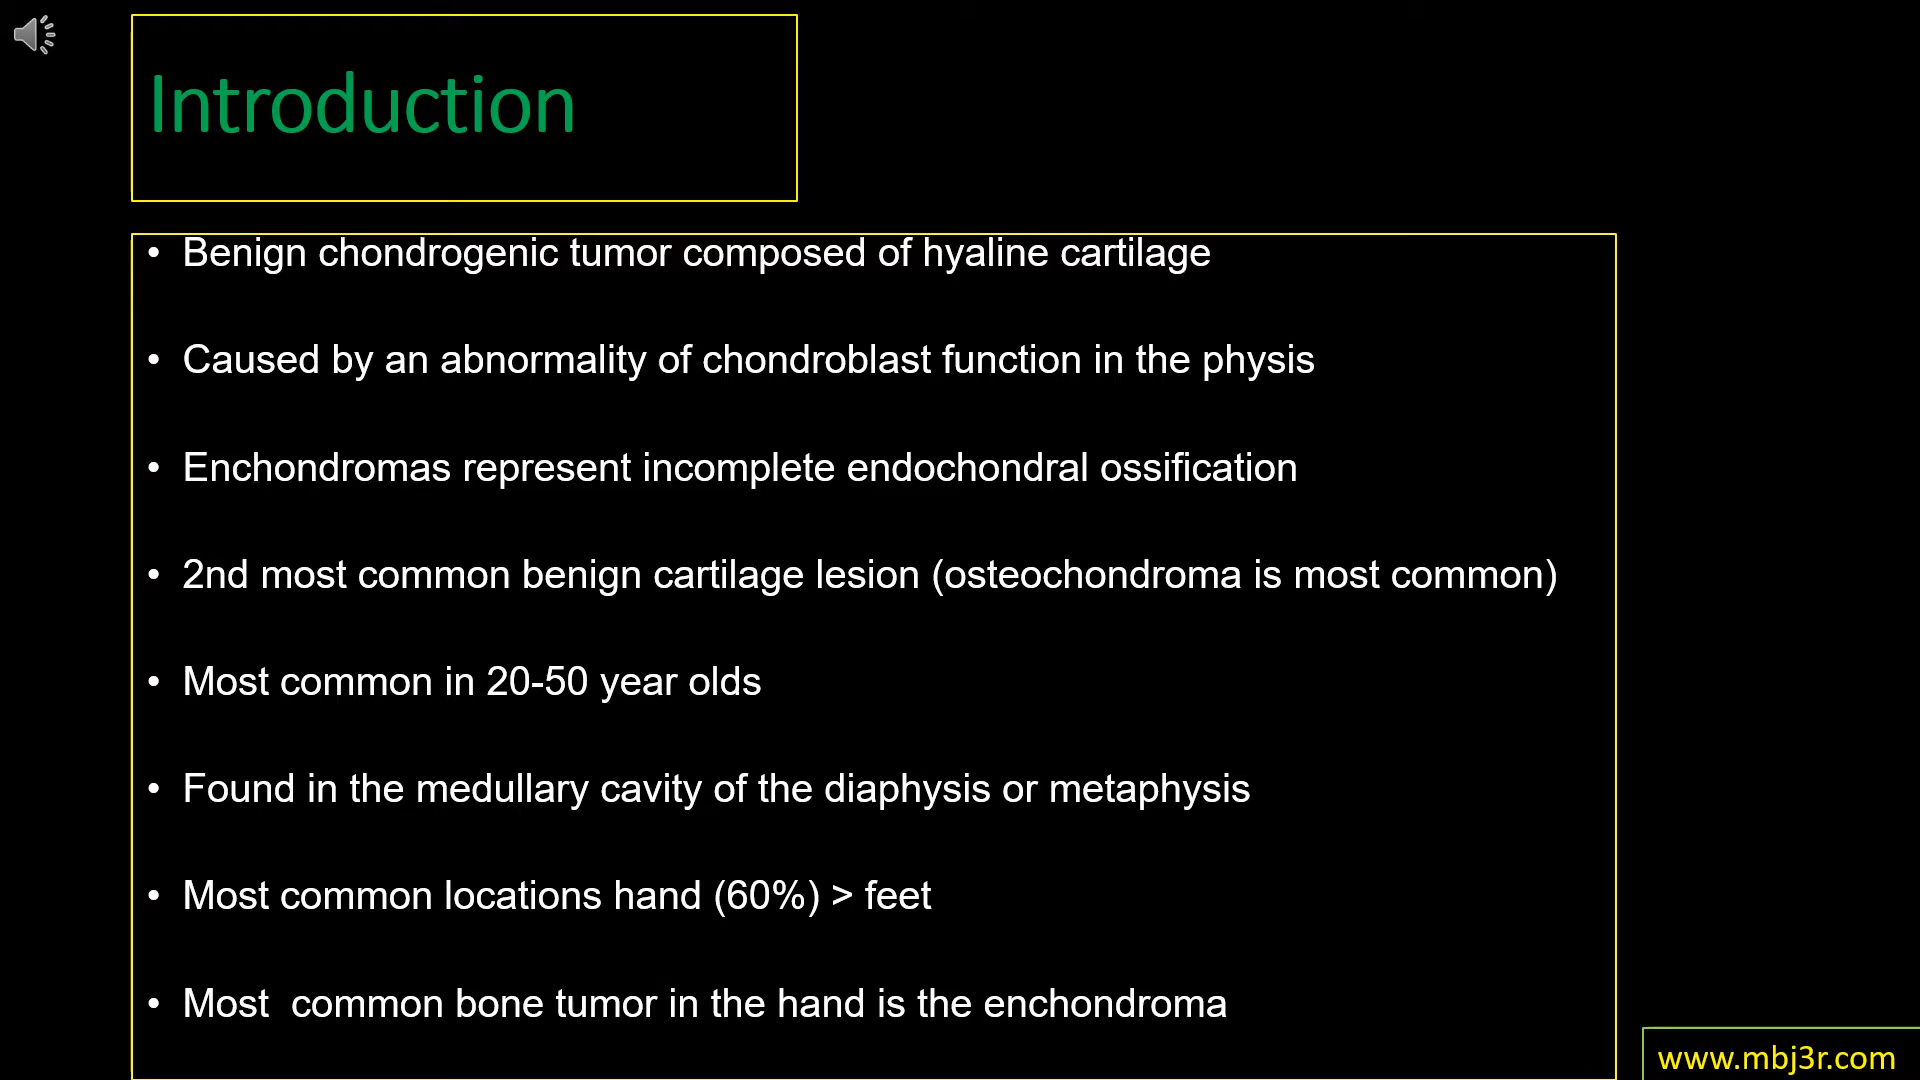 Introduction
• Benign chondrogenic tumor composed of hyaline cartilage
• Caused by an abnormality of chondroblast function in the physis
• Enchondromas represent incomplete endochondral ossification
• 2nd most common benign cartilage lesion (osteochondroma is most common)
• Most common in 20-50 year olds
• Found in the medullary cavity of the diaphysis or metaphysis
• Most common locations hand (60%) > feet
• Most  common bone tumor in the hand is the enchondroma
www.mbj3r.com